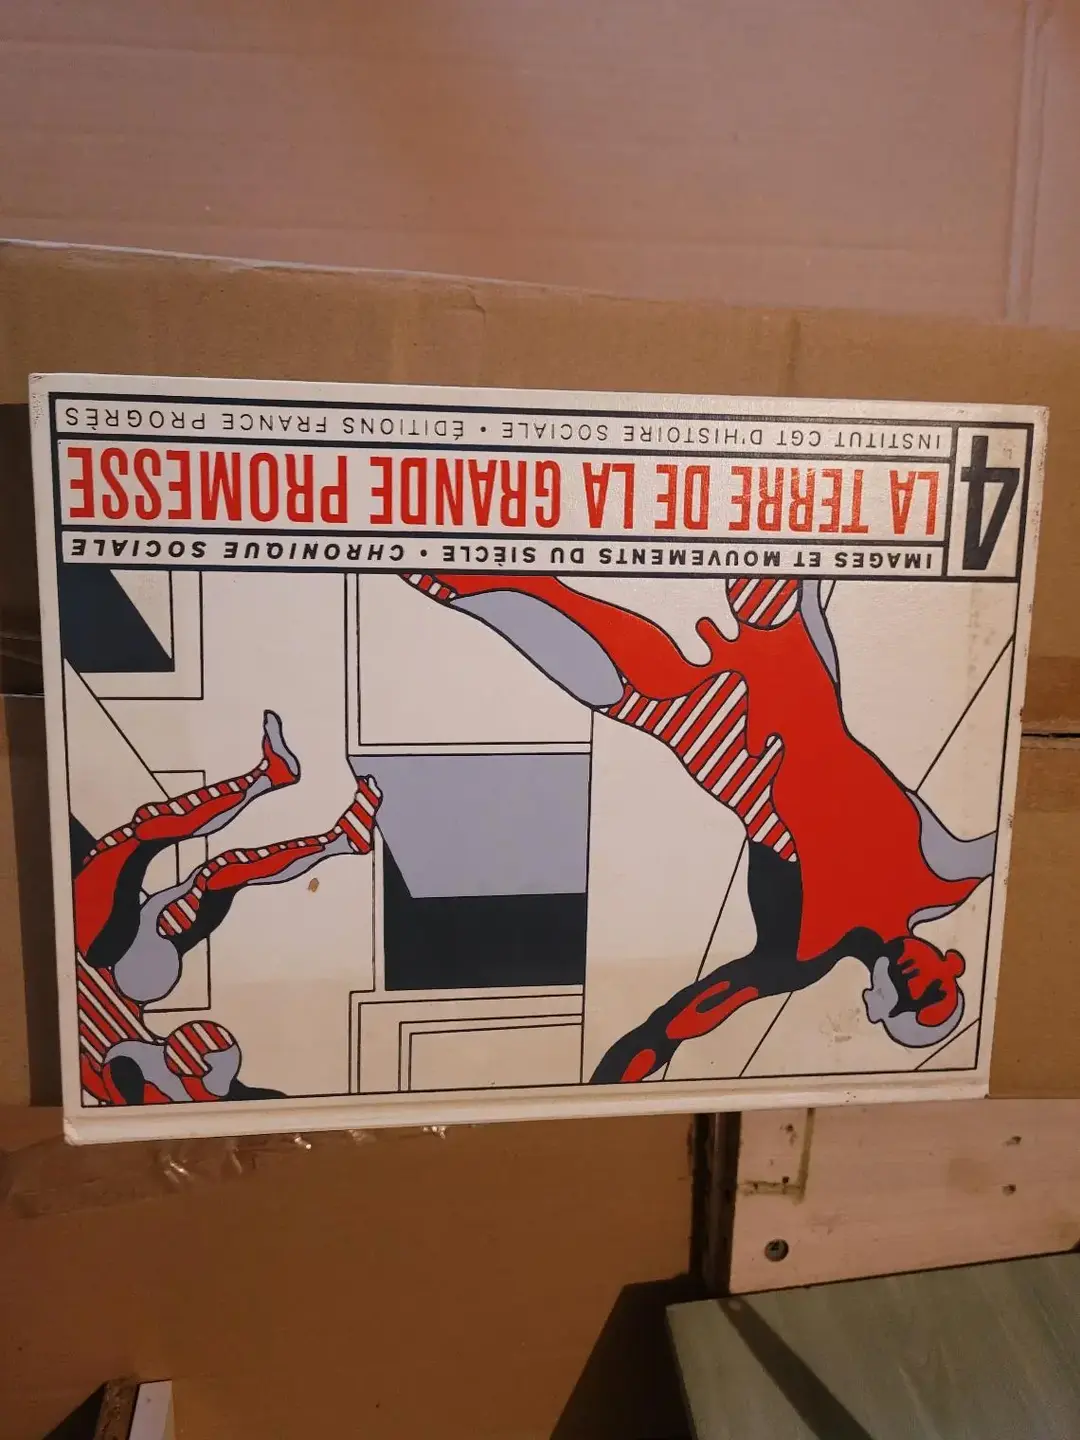 4
IMAGES ET MOUVEMENTS DU SIÈCLE • CHRONIQUE SOCIALE
LA TERRE DE LA GRANDE PROMESSE
INSTITUT CGT D'HISTOIRE SOCIALE • ÉDITIONS FRANCE PROGRÈS